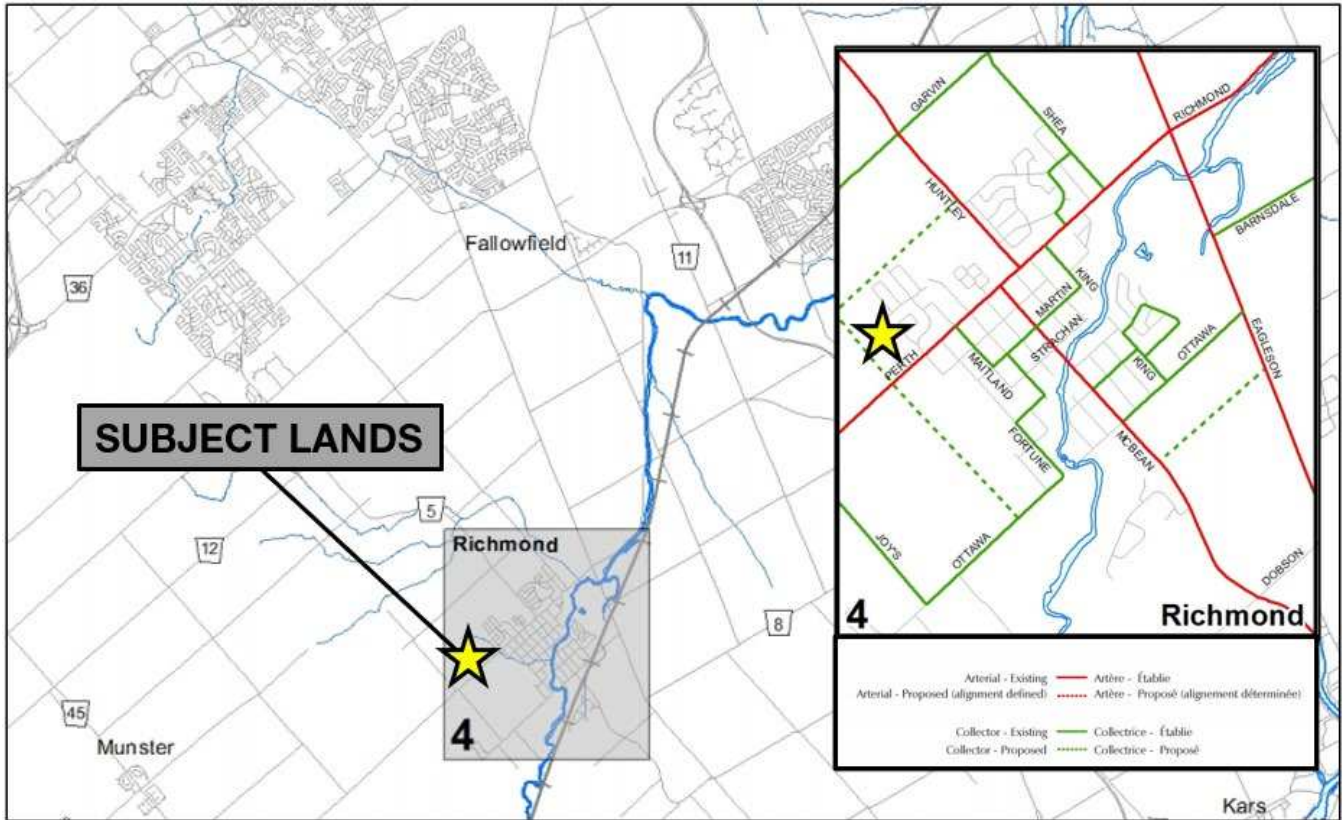 Fallowfield
11
36
SUBJECT LANDS
5
12
Richmond
8
4
45
Munster
Kars
GARVIN
SHEA
RICHMOND
HUNTLEY
BARNSDALE
KING
MARTIN
STRACHAN
EAGLESON
OTTAWA
KING
PERTH
MAITLAND
MCBEAN
FORTUNE
JOY'S
OTTAWA
DOBSON
4
Richmond
Arterial - Existing Artère - Établie
Arterial - Proposed (alignment defined) Artère - Proposé (alignement déterminée)
Collector - Existing Collectrice - Établie
Collector - Proposed Collectrice - Proposé